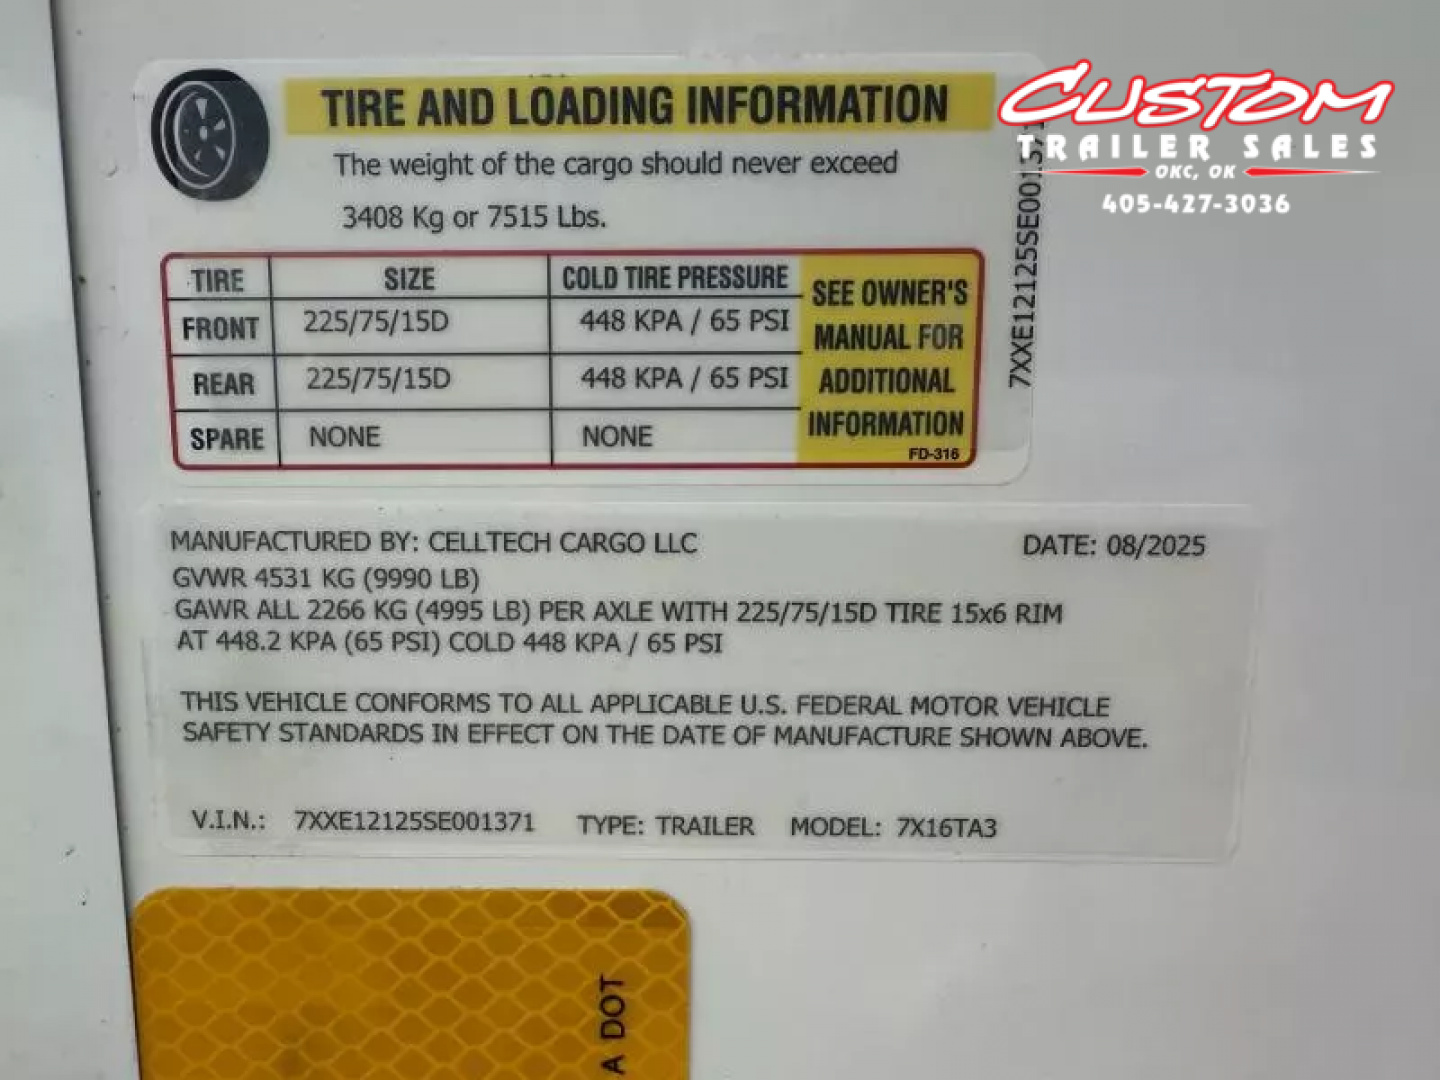 CUSTOM
TRAILER SALES
OKC, OK
405-427-3036
TIRE AND LOADING INFORMATION
The weight of the cargo should never exceed
3408 Kg or 7515 Lbs.
TIRE SIZE COLD TIRE PRESSURE
FRONT 225/75/15D 448 KPA / 65 PSI
REAR 225/75/15D 448 KPA / 65 PSI
SPARE NONE NONE
SEE OWNER'S
MANUAL FOR
ADDITIONAL
INFORMATION
FD-316
7XXE12125SE001371
MANUFACTURED BY: CELLTECH CARGO LLC DATE: 08/2025
GVWR 4531 KG (9990 LB)
GAWR ALL 2266 KG (4995 LB) PER AXLE WITH 225/75/15D TIRE 15x6 RIM
AT 448.2 KPA (65 PSI) COLD 448 KPA / 65 PSI
THIS VEHICLE CONFORMS TO ALL APPLICABLE U.S. FEDERAL MOTOR VEHICLE
SAFETY STANDARDS IN EFFECT ON THE DATE OF MANUFACTURE SHOWN ABOVE.
V.I.N.: 7XXE12125SE001371 TYPE: TRAILER MODEL: 7X16TA3
A DOT